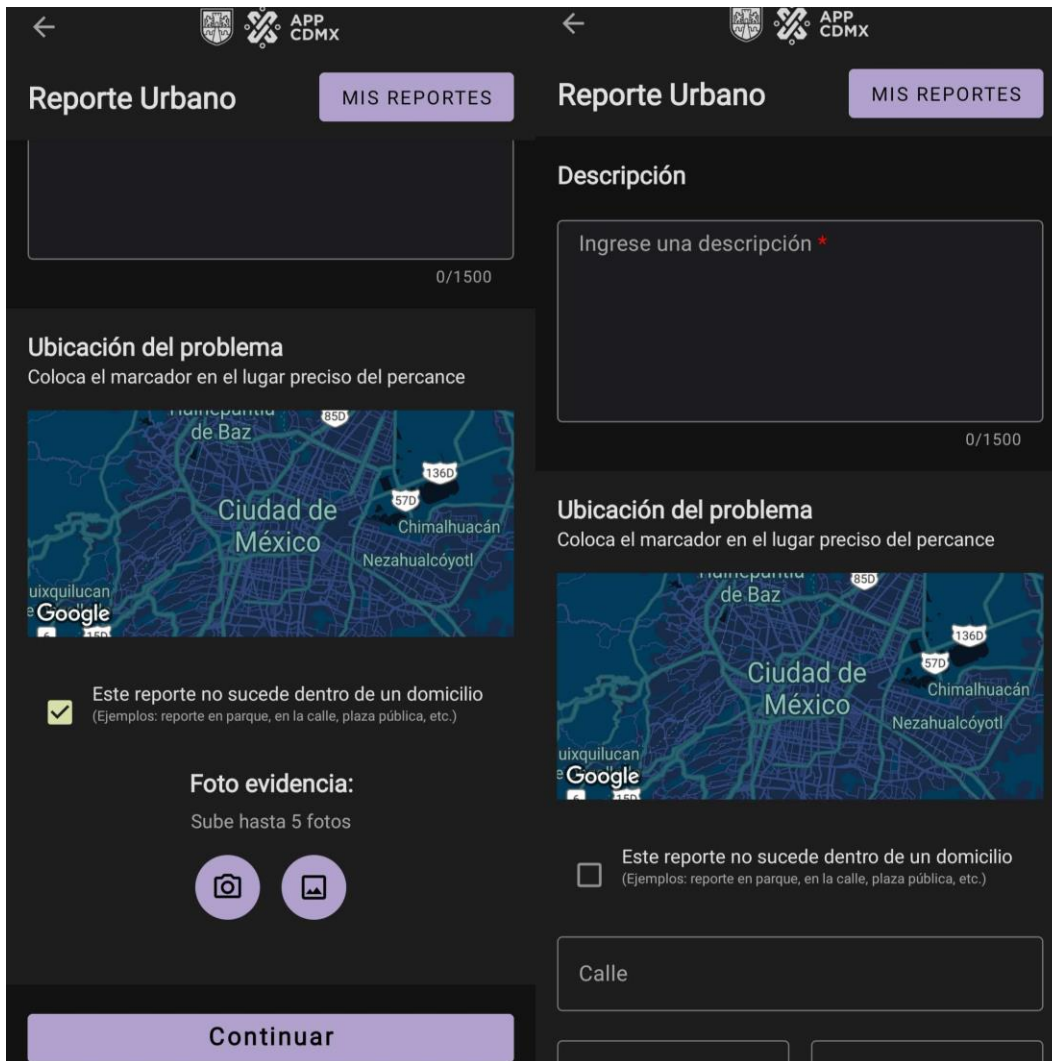 APP
CDMX
Reporte Urbano
MIS REPORTES
0/1500
Ubicación del problema
Coloca el marcador en el lugar preciso del percance
de Baz
85D
136D
57D
Ciudad de
México
Chimalhuacán
Nezahualcóyotl
uixquilucan
Google
Este reporte no sucede dentro de un domicilio
(Ejemplos: reporte en parque, en la calle, plaza pública, etc.)
Foto evidencia:
Sube hasta 5 fotos
Continuar
APP
CDMX
Reporte Urbano
MIS REPORTES
Descripción
Ingrese una descripción *
0/1500
Ubicación del problema
Coloca el marcador en el lugar preciso del percance
de Baz
85D
136D
57D
Ciudad de
México
Chimalhuacán
Nezahualcóyotl
uixquilucan
Google
Este reporte no sucede dentro de un domicilio
(Ejemplos: reporte en parque, en la calle, plaza pública, etc.)
Calle